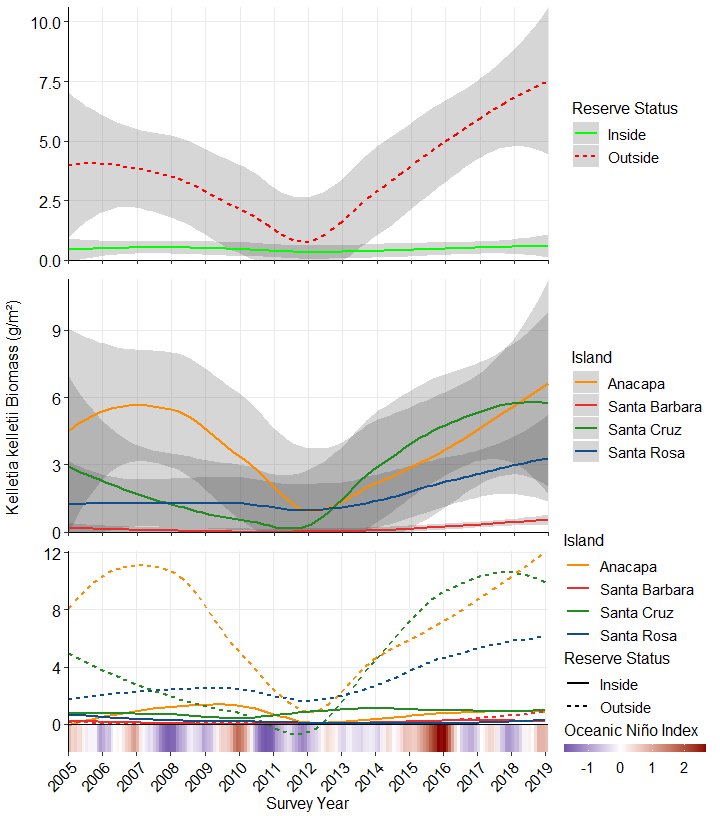 10.0
7.5
5.0
2.5
0.0
Reserve Status
Inside
Outside
Kelletia kelletii Biomass (g/m²)
9
6
3
0
Island
Anacapa
Santa Barbara
Santa Cruz
Santa Rosa
12
8
4
0
Island
Anacapa
Santa Barbara
Santa Cruz
Santa Rosa
Reserve Status
Inside
Outside
Oceanic Niño Index
-1 0 1 2
2005 2006 2007 2008 2009 2010 2011 2012 2013 2014 2015 2016 2017 2018 2019
Survey Year